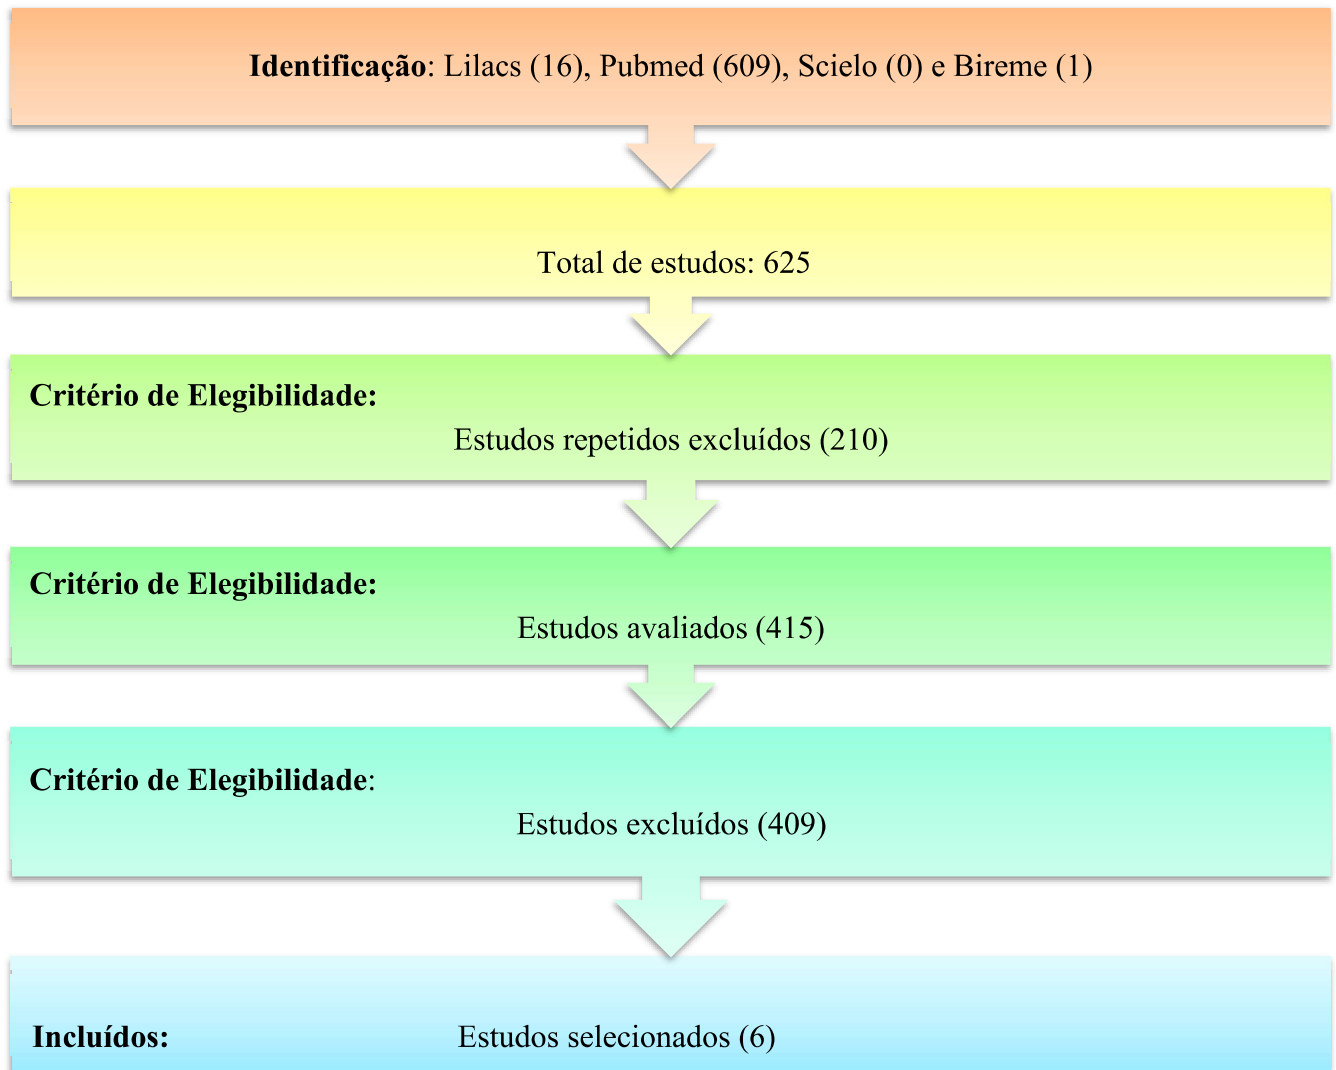 Identificação: Lilacs (16), Pubmed (609), Scielo (0) e Bireme (1)
Total de estudos: 625
Critério de Elegibilidade:
Estudos repetidos excluídos (210)
Critério de Elegibilidade:
Estudos avaliados (415)
Critério de Elegibilidade:
Estudos excluídos (409)
Incluídos: Estudos selecionados (6)